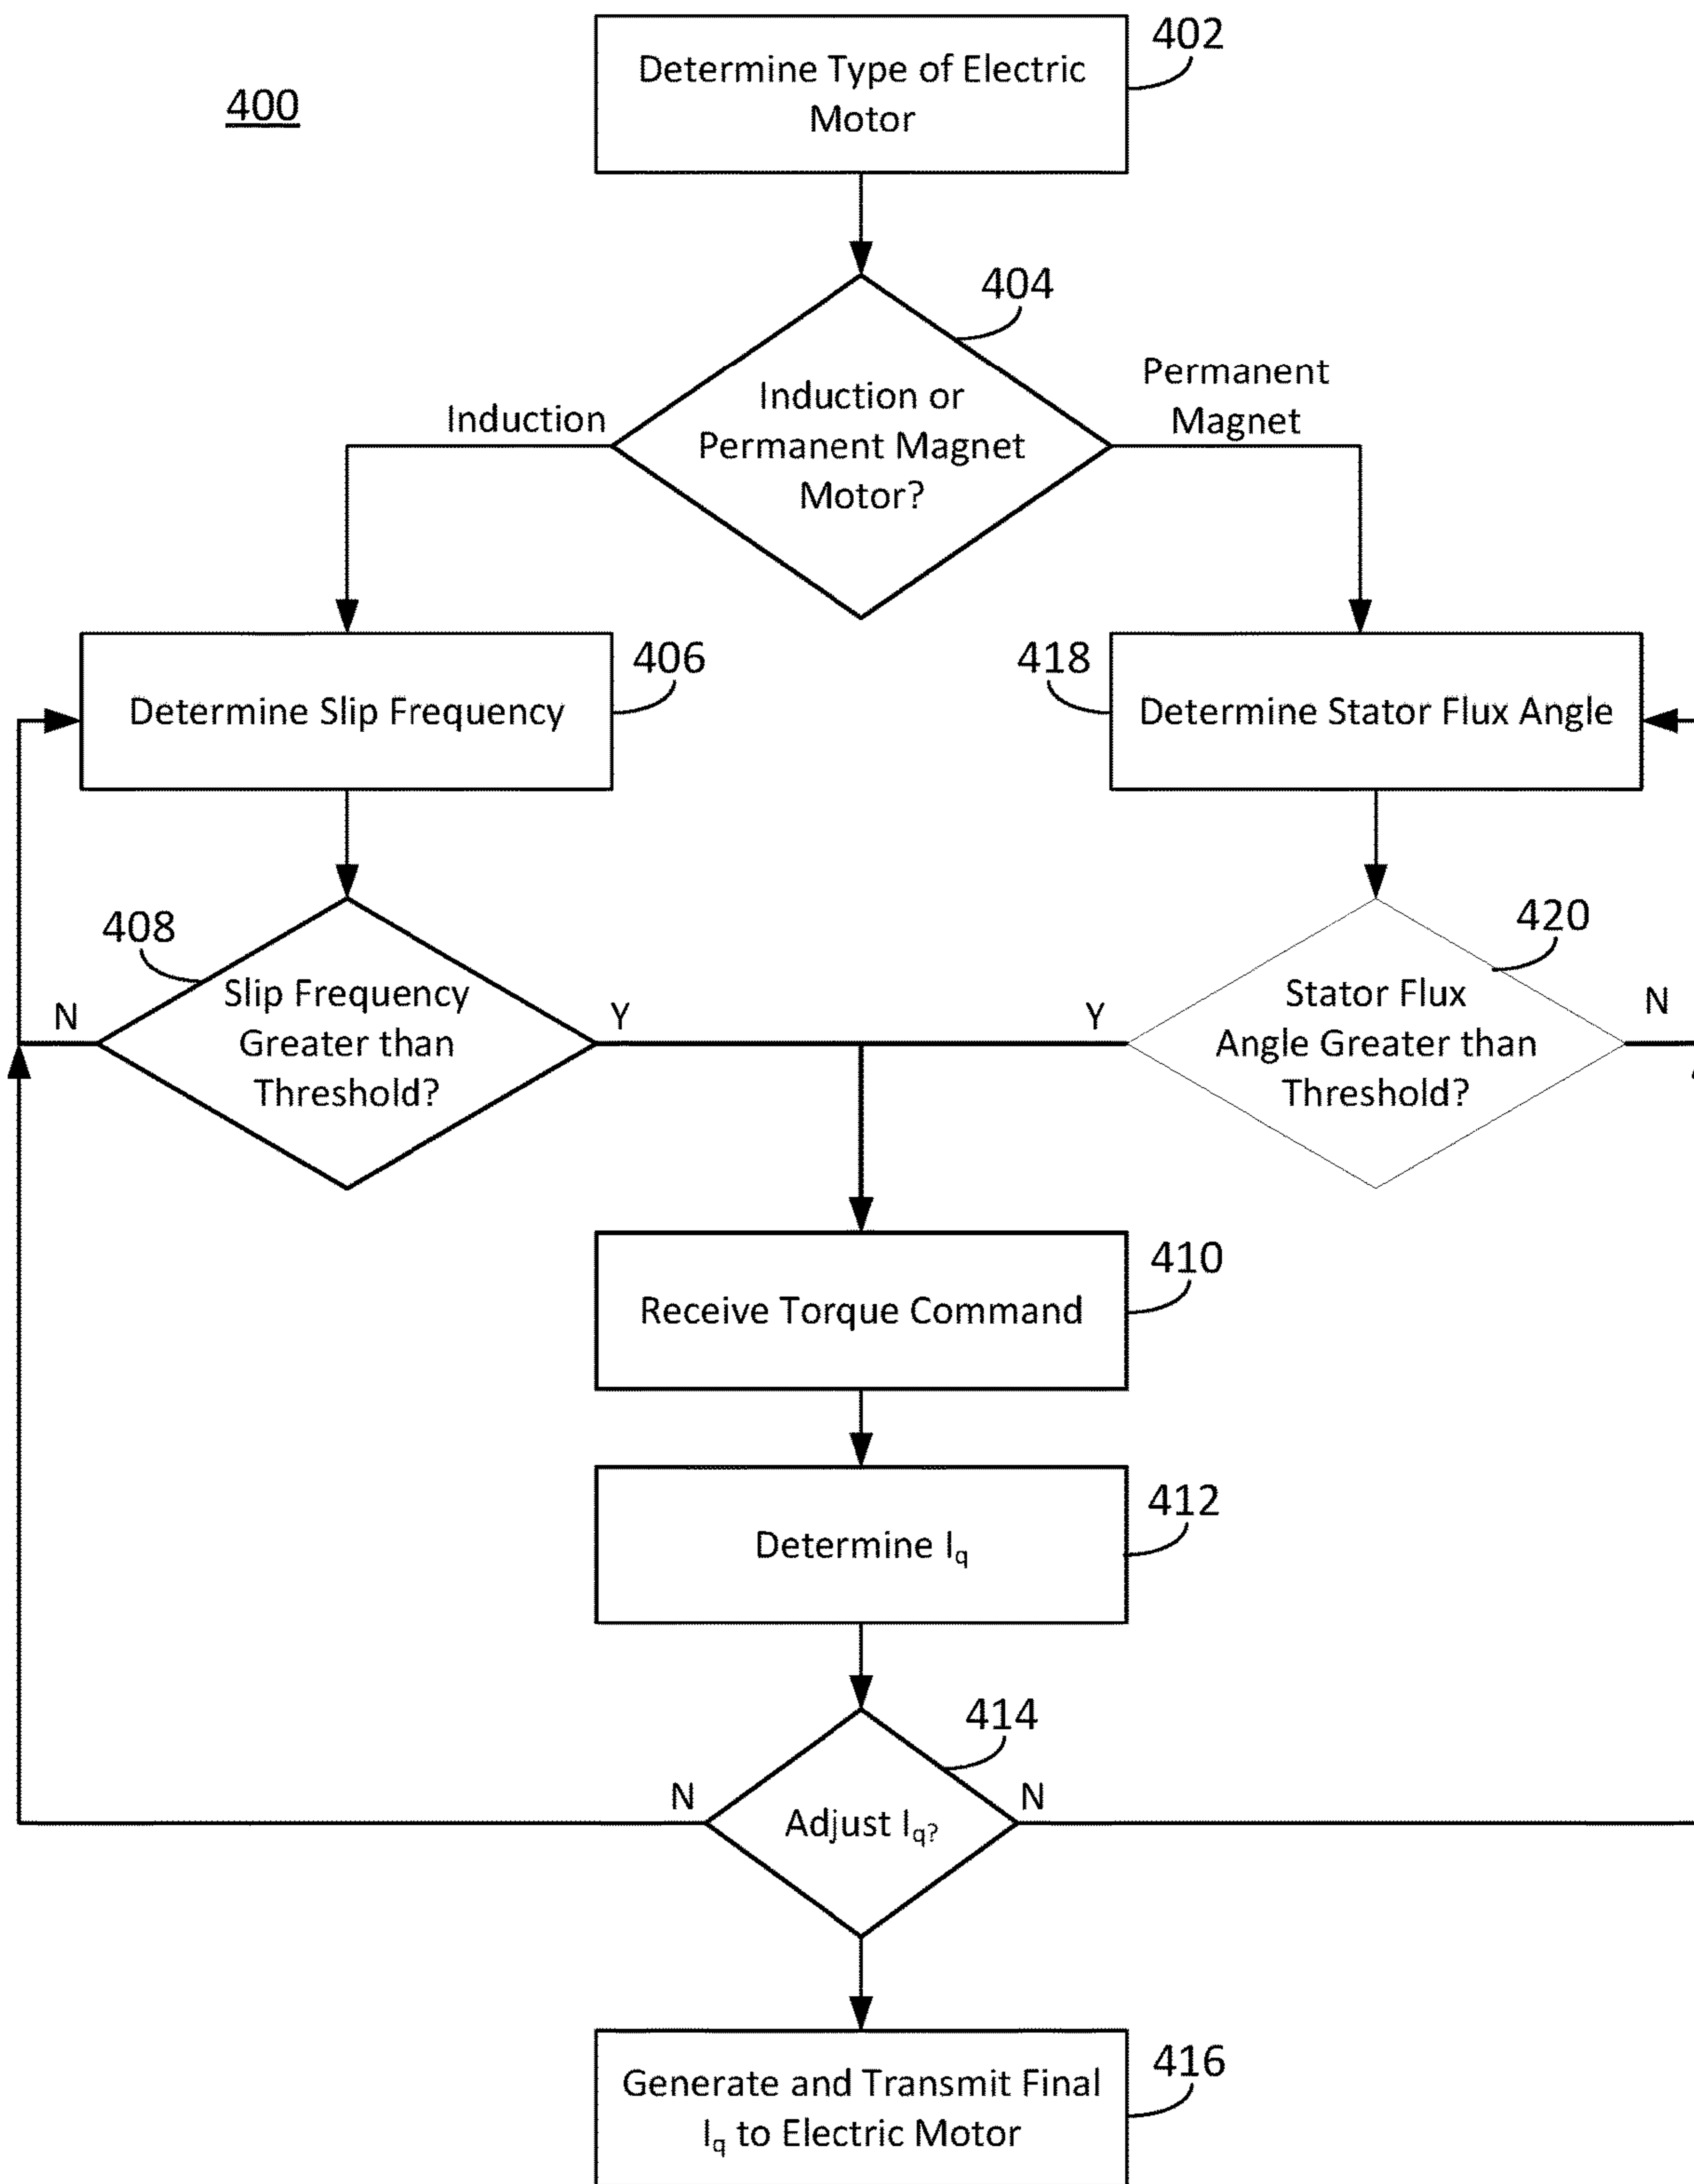 402
Determine Type of Electric
Motor
400
404
Induction or
Permanent Magnet
Motor?
Induction
Permanent
Magnet
406
Determine Slip Frequency
418
Determine Stator Flux Angle
408
Slip Frequency
Greater than
Threshold?
N
Y
420
Stator Flux
Angle Greater than
Threshold?
Y
N
410
Receive Torque Command
412
Determine Iq
414
Adjust Iq?
N
N
416
Generate and Transmit Final
Iq to Electric Motor